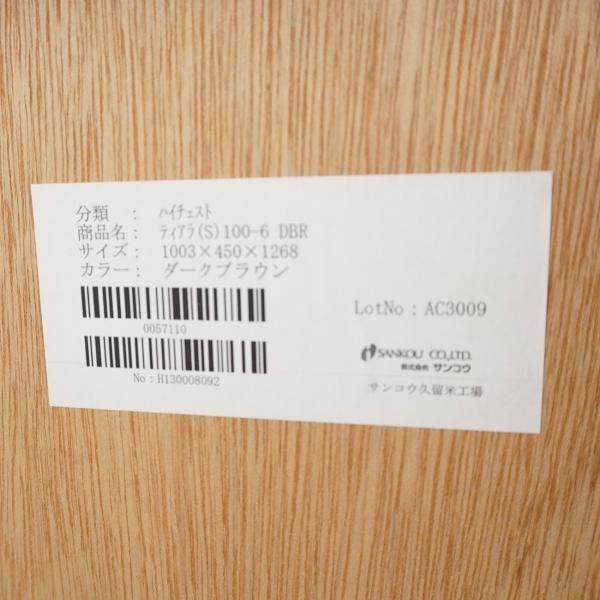 分類 : ﾊｲﾁｪｽﾄ
商品名: ﾃｨｱﾗ(S)100-6 DBR
サイズ: 1003×450×1268
カラー: ダークブラウン
0057110
No:H130008092
LotNo:AC3009
SANKOU CO.,LTD.
株式会社 サンコウ
サンコウ久留米工場